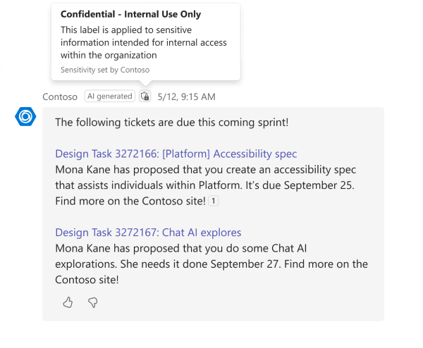 Confidential - Internal Use Only
This label is applied to sensitive
information intended for internal access
within the organization
Sensitivity set by Contoso
Contoso AI generated 5/12, 9:15 AM
The following tickets are due this coming sprint!
Design Task 3272166: [Platform] Accessibility spec
Mona Kane has proposed that you create an accessibility spec
that assists individuals within Platform. It's due September 25.
Find more on the Contoso site! 1
Design Task 3272167: Chat AI explores
Mona Kane has proposed that you do some Chat AI
explorations. She needs it done September 27. Find more on the
Contoso site!